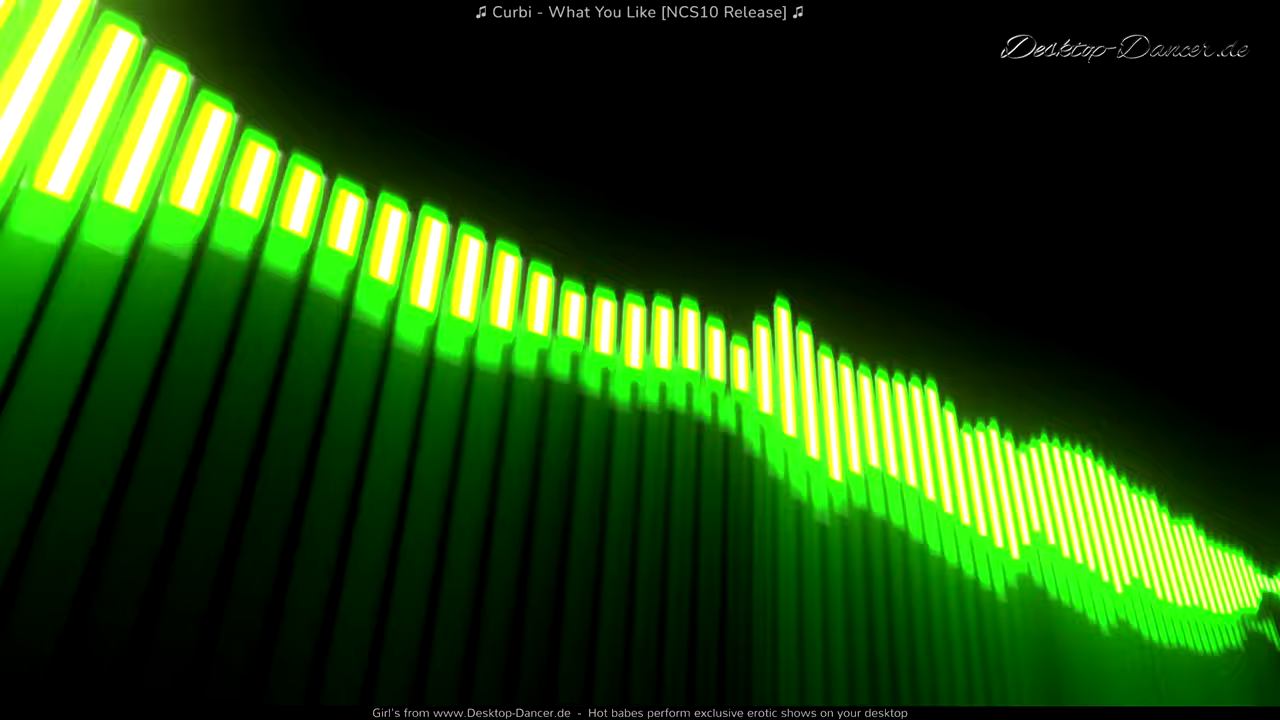 ♫ Curbi - What You Like [NCS10 Release] ♫
Desktop-Dancer.de
Girl's from www.Desktop-Dancer.de - Hot babes perform exclusive erotic shows on your desktop